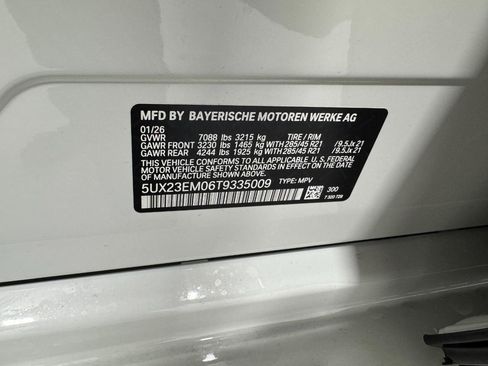 MFD BY BAYERISCHE MOTOREN WERKE AG
01/26
GVWR 7088 lbs 3215 kg TIRE / RIM
GAWR FRONT 3230 lbs 1465 kg WITH 285/45 R21 /9.5Jx 21
GAWR REAR 4244 lbs 1925 kg WITH 285/45 R21 /9.5Jx 21
THIS VEHICLE CONFORMS TO ALL APPLICABLE U.S. FEDERAL
MOTOR VEHICLE SAFETY STANDARDS IN EFFECT ON THE
DATE OF MANUFACTURE SHOWN ABOVE.
5UX23EM06T9335009 TYPE: MPV
300